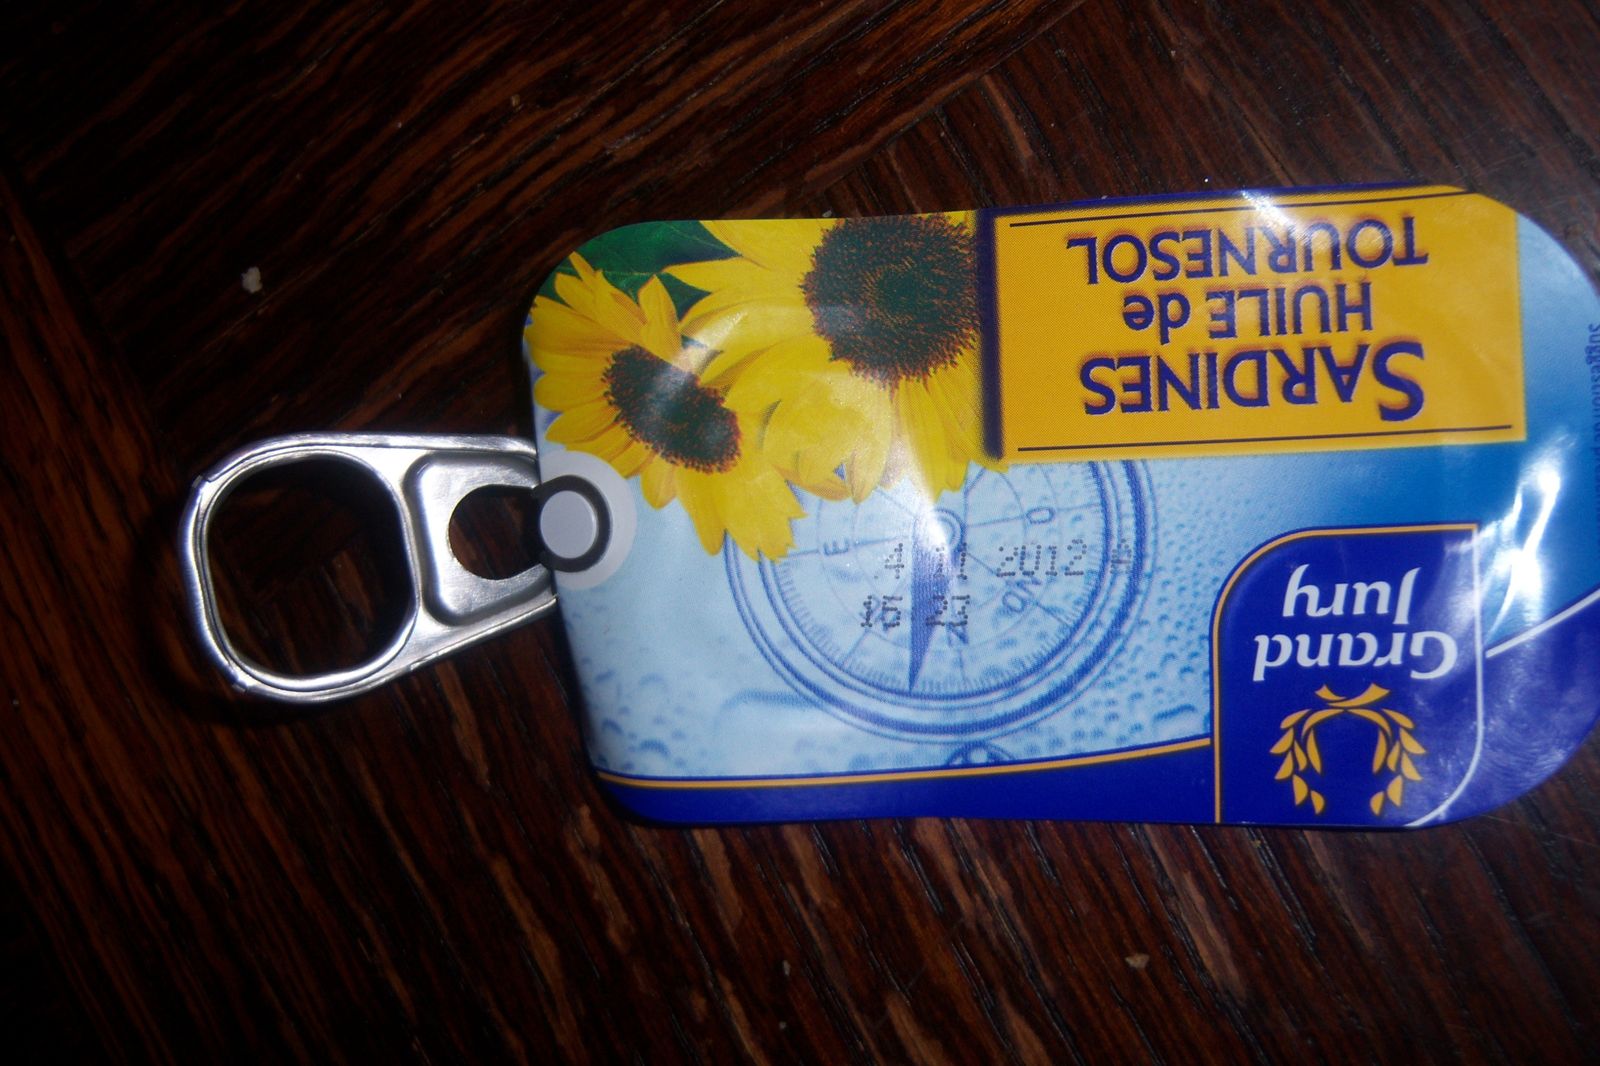 Grand
Jury
SARDINES
HUILE de
TOURNESOL
2012